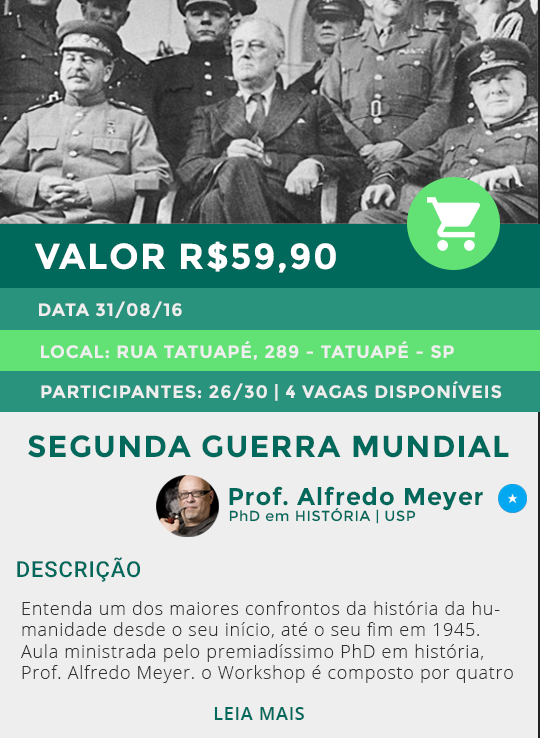 VALOR R$59,90
DATA 31/08/16
LOCAL: RUA TATUAPÉ, 289 - TATUAPÉ - SP
PARTICIPANTES: 26/30 | 4 VAGAS DISPONÍVEIS
SEGUNDA GUERRA MUNDIAL
Prof. Alfredo Meyer
PhD em HISTÓRIA | USP
DESCRIÇÃO
Entenda um dos maiores confrontos da história da hu-
manidade desde o seu início, até o seu fim em 1945.
Aula ministrada pelo premiadíssimo PhD em história,
Prof. Alfredo Meyer. o Workshop é composto por quatro
LEIA MAIS